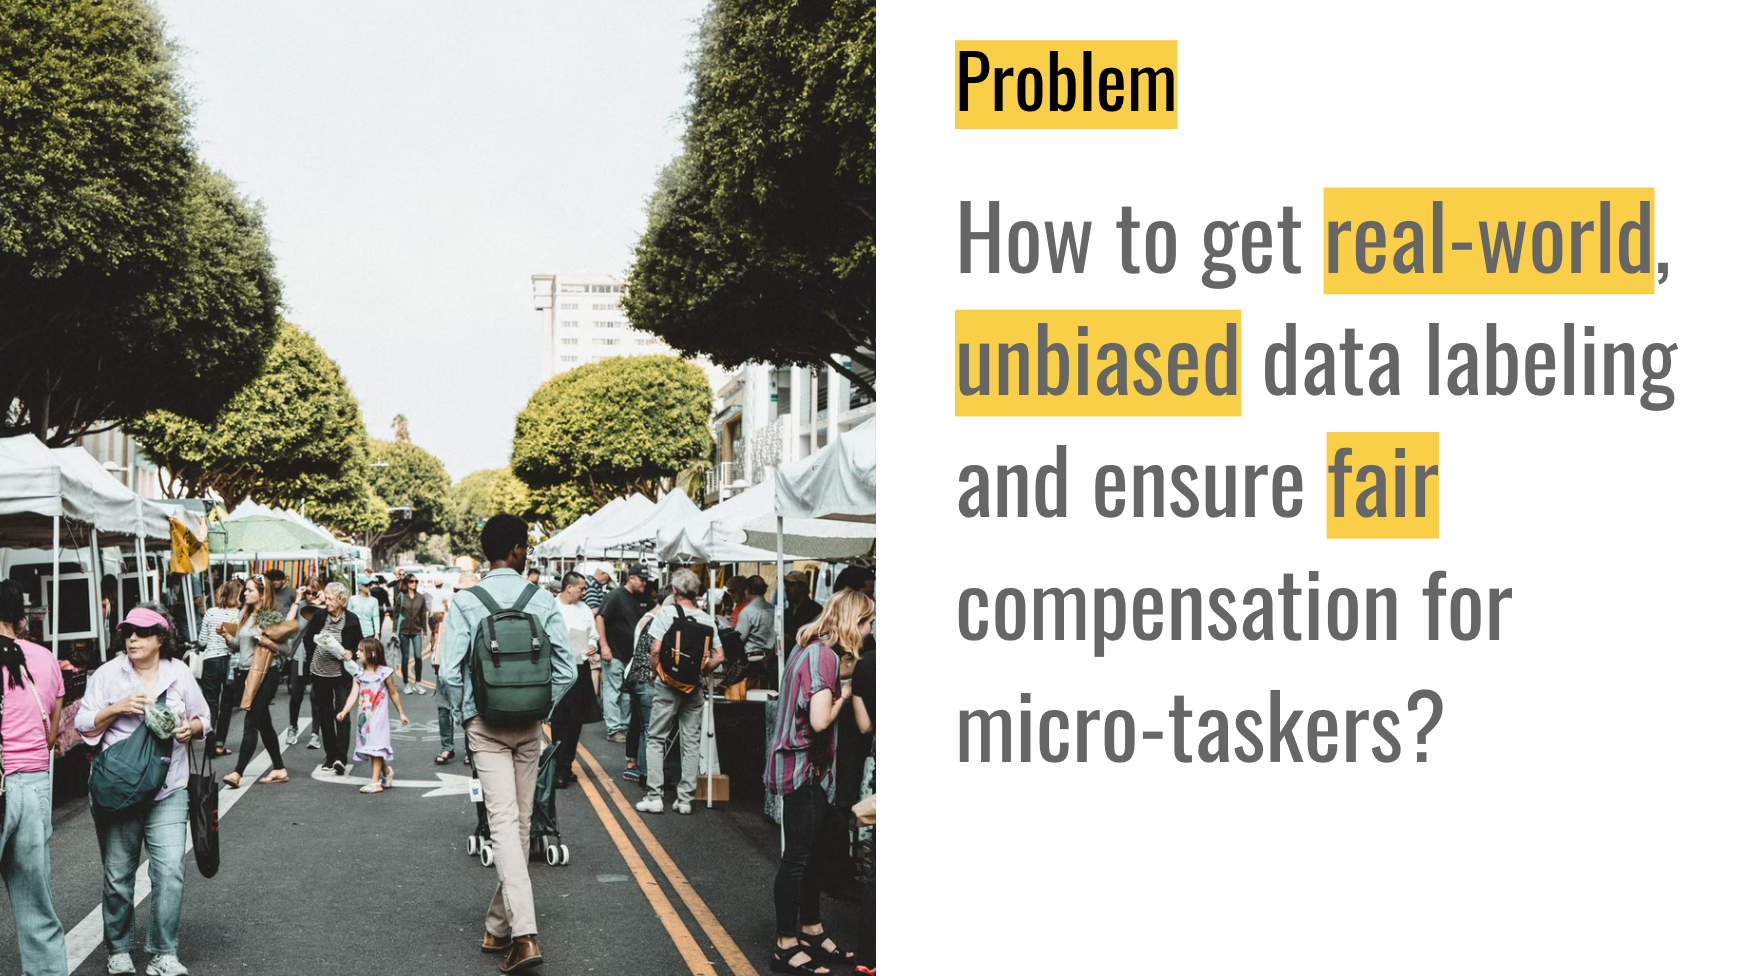 Problem
How to get real-world,
unbiased data labeling
and ensure fair
compensation for
micro-taskers?